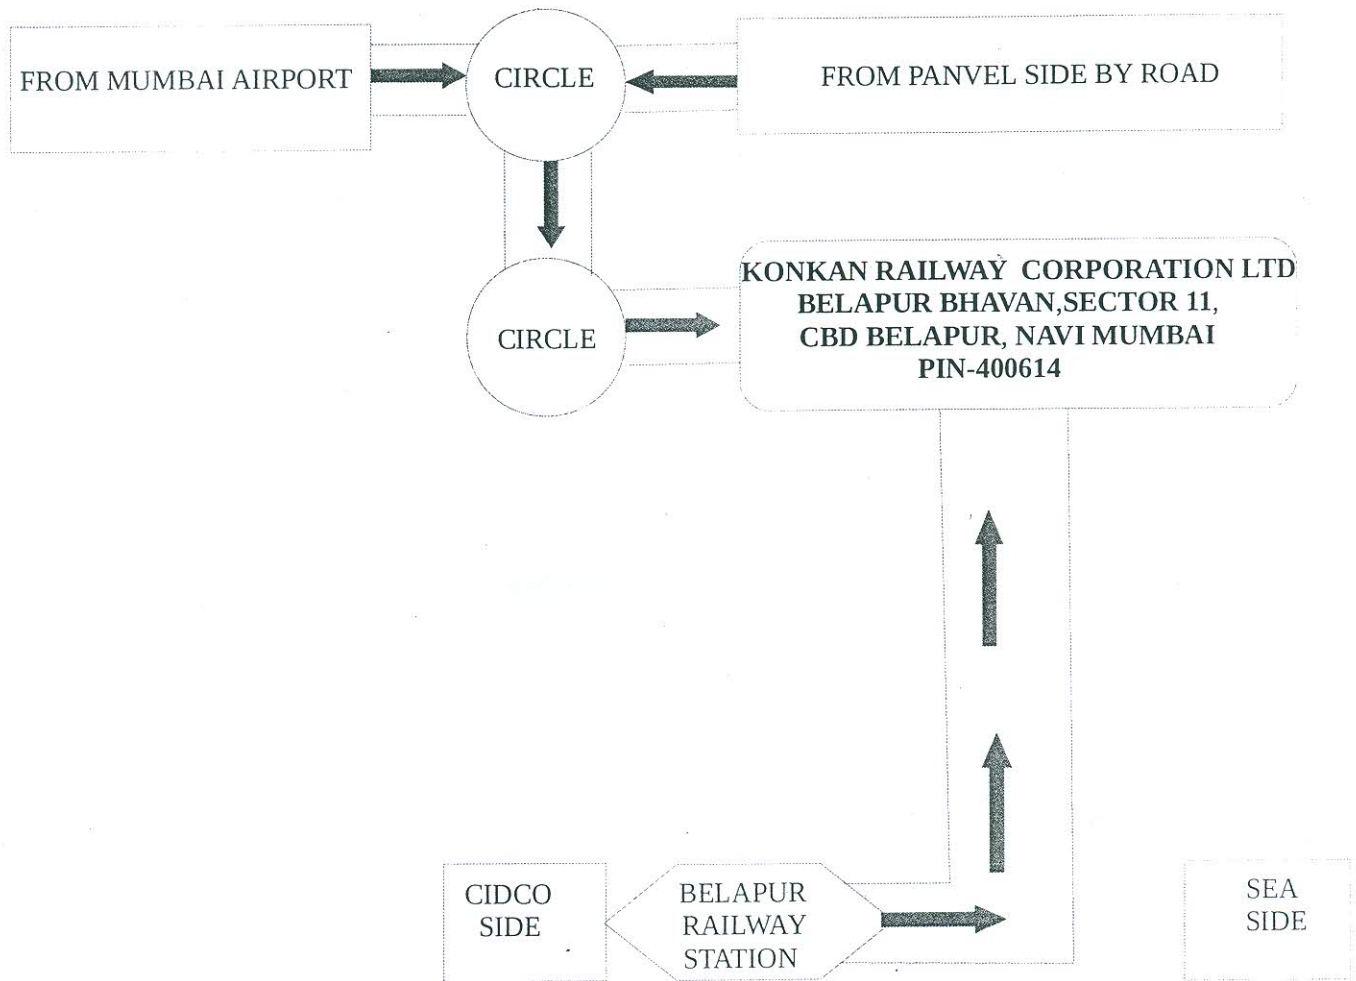 FROM MUMBAI AIRPORT
CIRCLE
FROM PANVEL SIDE BY ROAD
CIRCLE
KONKAN RAILWAY CORPORATION LTD
BELAPUR BHAVAN,SECTOR 11,
CBD BELAPUR, NAVI MUMBAI
PIN-400614
CIDCO
SIDE
BELAPUR
RAILWAY
STATION
SEA
SIDE